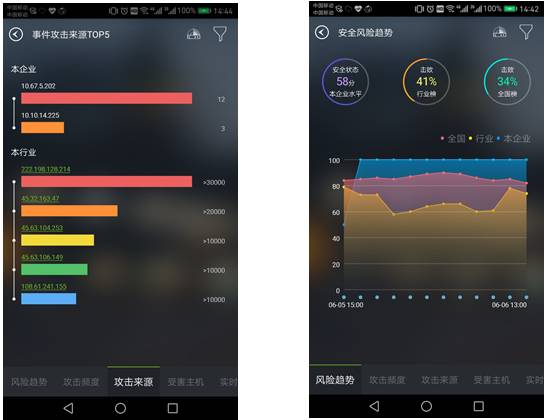 中国移动
中国移动
100%
14:44
事件攻击来源TOP5
本企业
10.67.5.202
12
10.10.14.225
3
本行业
222.198.128.214
>30000
45.32.163.47
>20000
45.63.104.253
>10000
45.63.106.149
>10000
108.61.241.155
>10000
风险趋势 攻击频度 攻击来源 受害主机 实时
中国移动
中国移动
100%
14:42
安全风险趋势
安全状态
58分
本企业水平
击败
41%
行业榜
击败
34%
全国榜
全国 行业 本企业
100
80
60
40
20
0
06-05 15:00 06-06 13:00
风险趋势 攻击频度 攻击来源 受害主机 实时